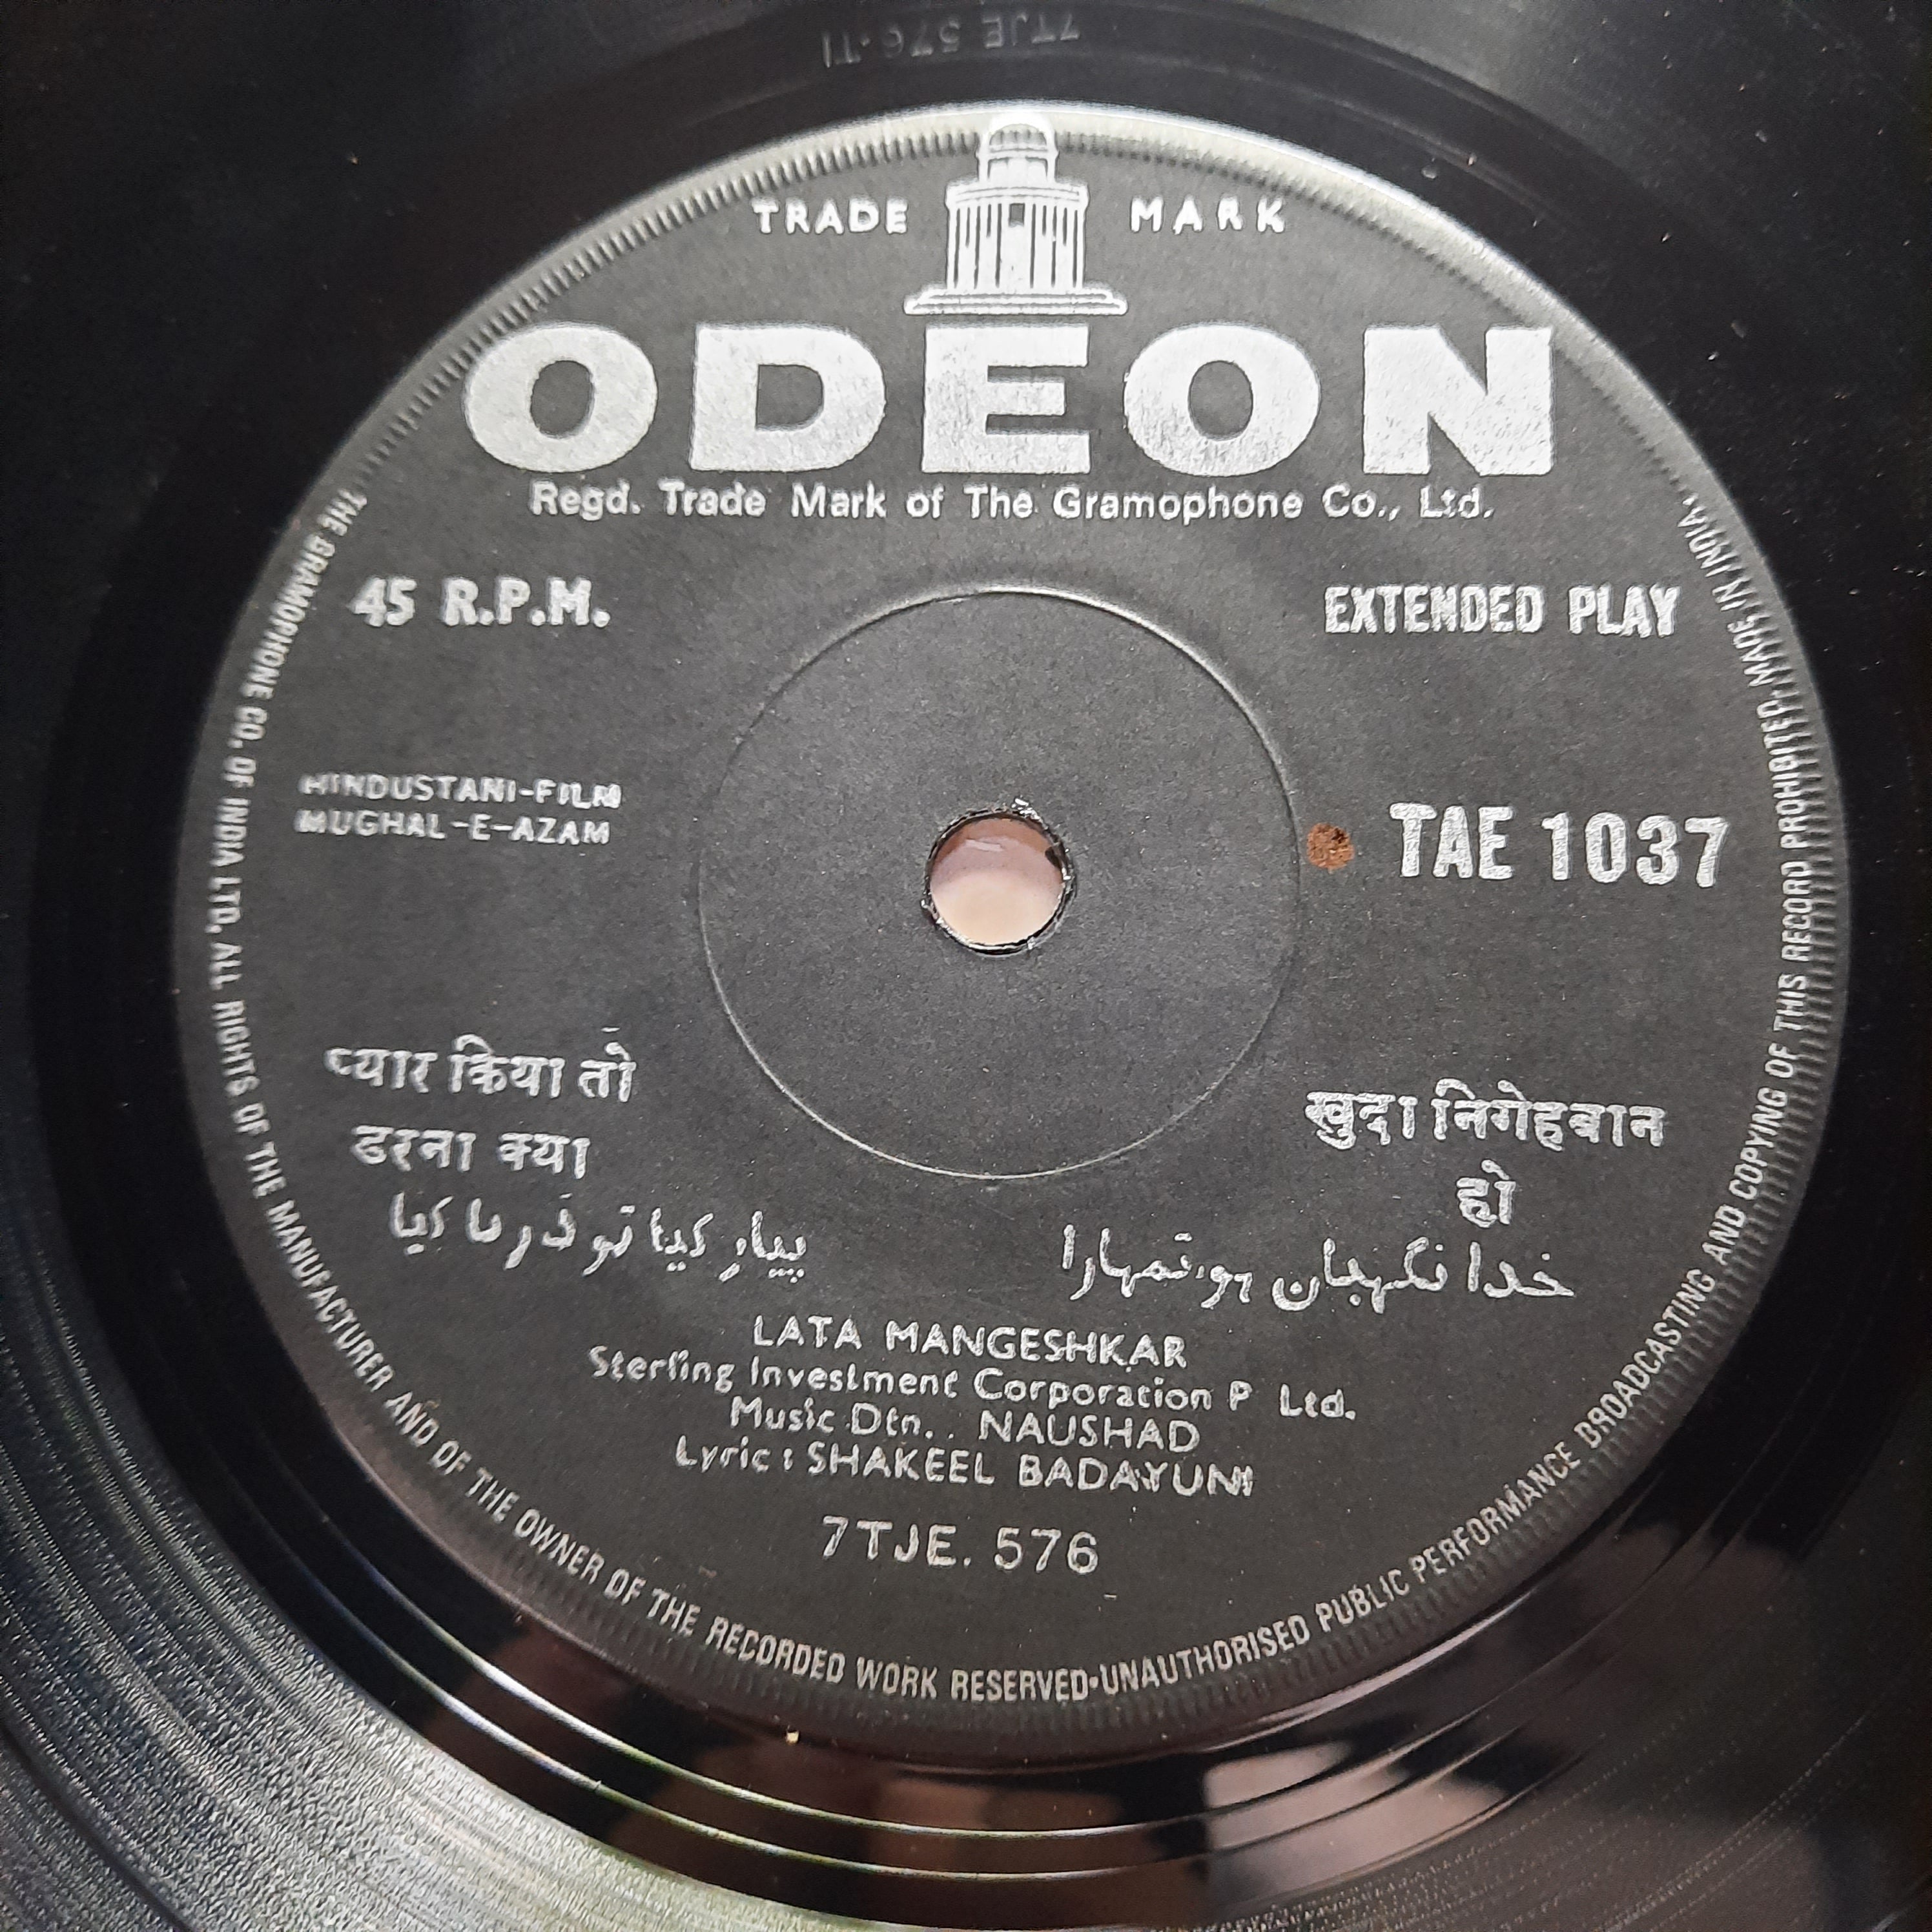 7TJE 576-T1
TRADE MARK
ODEON
Regd. Trade Mark of The Gramophone Co., Ltd.
45 R.P.M.
EXTENDED PLAY
HINDUSTANI-FILM
MUGHAL-E-AZAM
TAE 1037
प्यार किया तो
डरना क्या
پیار کیا تو ڈرنا کیا
खुदा निगेहबान
हो
خدا نگہبان ہو تمہارا
LATA MANGESHKAR
Sterling Investment Corporation P Ltd.
Music Dtn.: NAUSHAD
Lyric: SHAKEEL BADAYUNI
7TJE. 576
THE GRAMOPHONE CO. OF INDIA LTD. ALL RIGHTS OF THE MANUFACTURER AND OF THE OWNER OF THE RECORDED WORK RESERVED•UNAUTHORISED PUBLIC PERFORMANCE BROADCASTING AND COPYING OF THIS RECORD PROHIBITED. MADE IN INDIA•